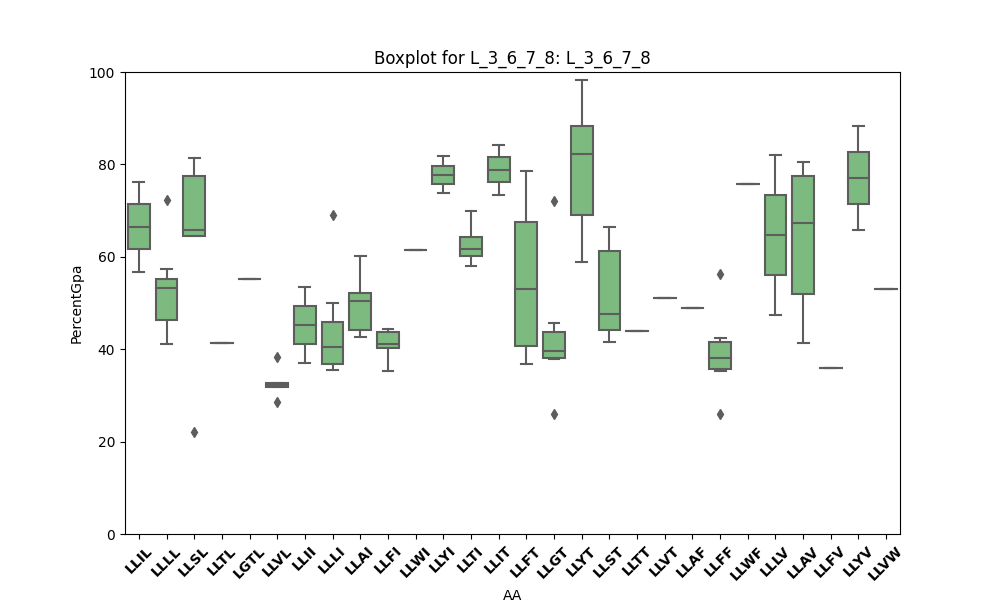 Boxplot for L_3_6_7_8: L_3_6_7_8
100
80
60
40
20
0
PercentGpa
LLIL LLLL LLSL LLTL LGTL LLVL LLII LLLI LLAI LLFI LLWI LLYI LLTI LLIT LLFT LLGT LLYT LLST LLTT LLVT LLAF LLFF LLWF LLLV LLAV LLFV LLYV LLVW
AA